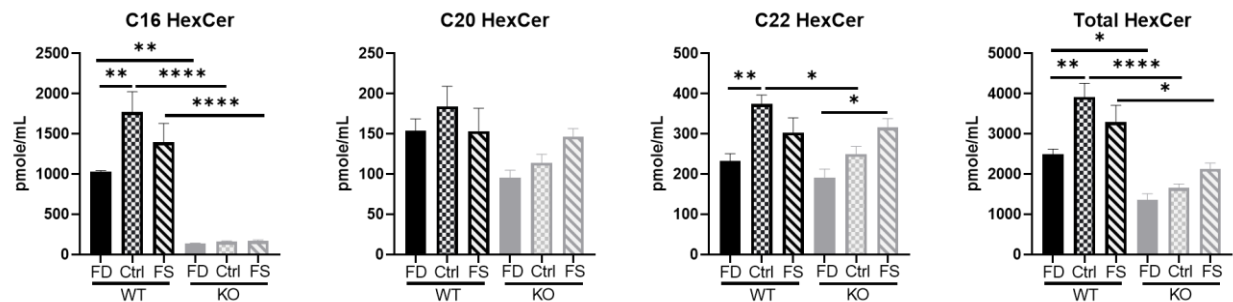 C16 HexCer
pmole/mL
2500
2000
1500
1000
500
0
**
** ****
****
FD Ctrl FS FD Ctrl FS
WT KO
C20 HexCer
pmole/mL
250
200
150
100
50
0
FD Ctrl FS FD Ctrl FS
WT KO
C22 HexCer
pmole/mL
500
400
300
200
100
0
** *
*
FD Ctrl FS FD Ctrl FS
WT KO
Total HexCer
pmole/mL
5000
4000
3000
2000
1000
0
*
** ****
*
FD Ctrl FS FD Ctrl FS
WT KO